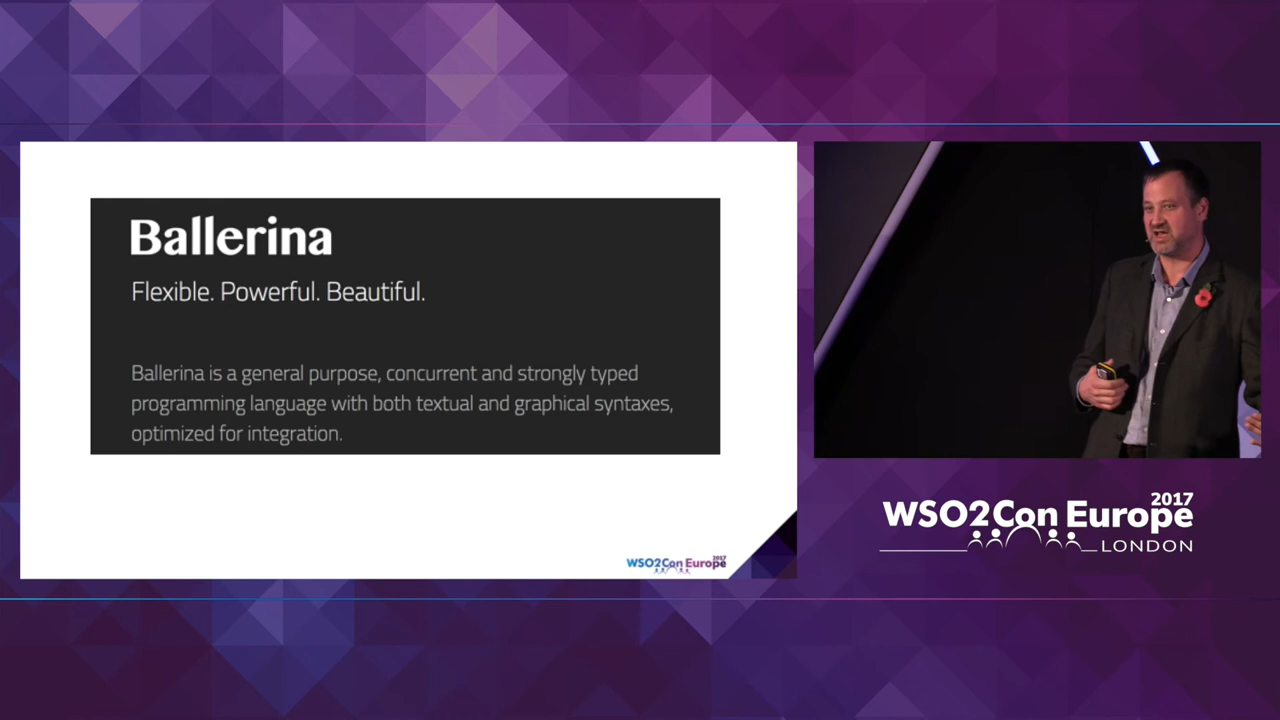 Ballerina
Flexible. Powerful. Beautiful.
Ballerina is a general purpose, concurrent and strongly typed
programming language with both textual and graphical syntaxes,
optimized for integration.
WSO2Con Europe 2017
2017
WSO2Con Europe
LONDON